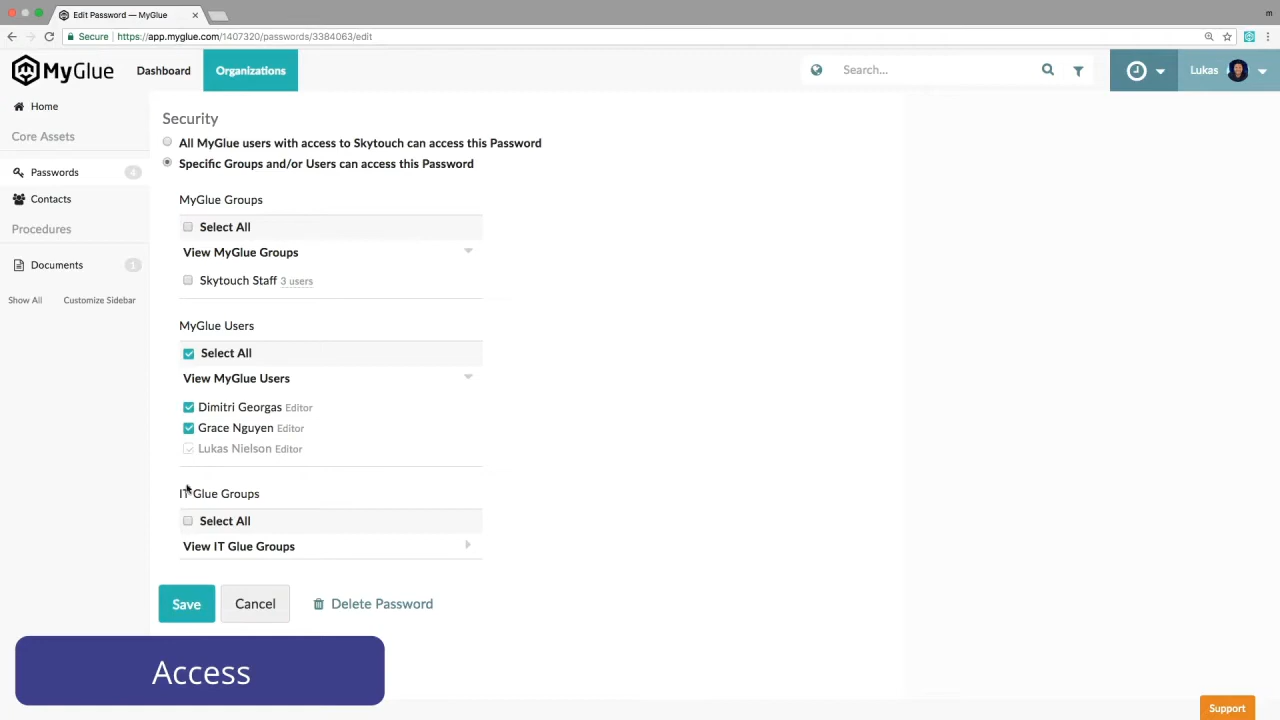 Edit Password — MyGlue
m
Secure
https://app.myglue.com/1407320/passwords/3384063/edit
MyGlue
Dashboard
Organizations
Search...
Lukas
Home
Core Assets
Passwords
4
Contacts
Procedures
Documents
1
Show All
Customize Sidebar
Security
All MyGlue users with access to Skytouch can access this Password
Specific Groups and/or Users can access this Password
MyGlue Groups
Select All
View MyGlue Groups
Skytouch Staff 3 users
MyGlue Users
Select All
View MyGlue Users
Dimitri Georgas Editor
Grace Nguyen Editor
Lukas Nielson Editor
IT Glue Groups
Select All
View IT Glue Groups
Save
Cancel
Delete Password
Access
Support